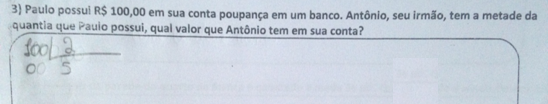 3) Paulo possui R$ 100,00 em sua conta poupança em um banco. Antônio, seu irmão, tem a metade da
quantia que Paulo possui, qual valor que Antônio tem em sua conta?
100 2
00 5